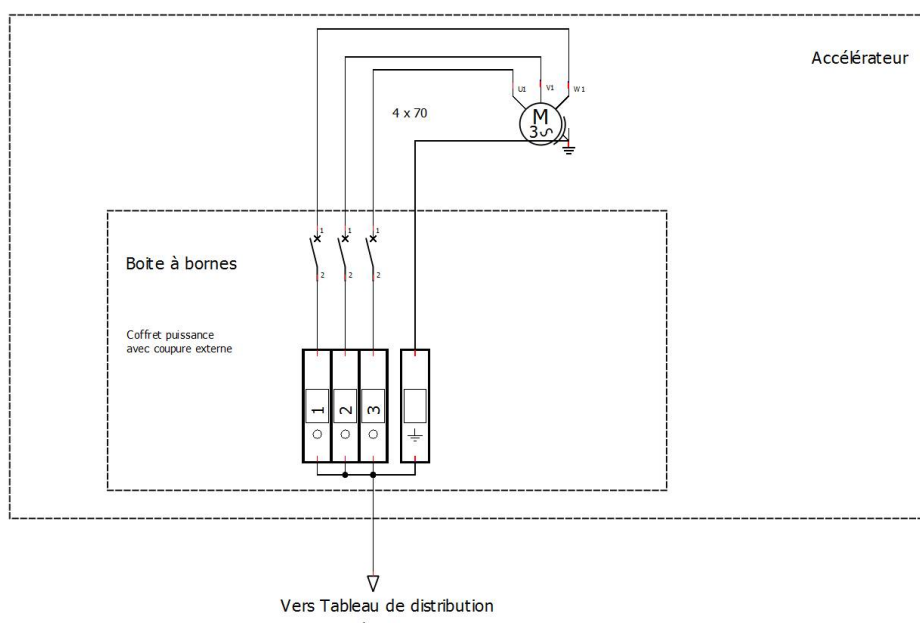 Accélérateur
U1
V1
W1
4 x 70
M
3
1
1
1
Boite à bornes
2
2
2
Coffret puissance
avec coupure externe
1
2
3
Vers Tableau de distribution